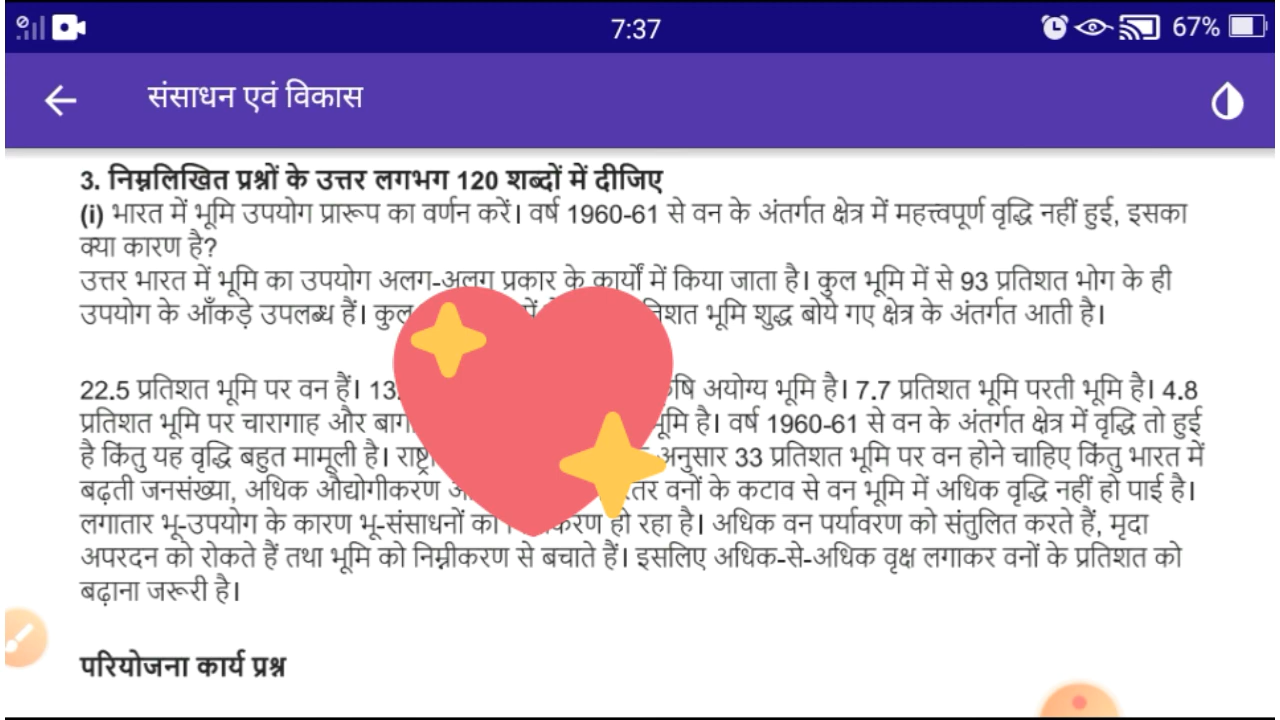 7:37
67%
संसाधन एवं विकास
3. निम्नलिखित प्रश्नों के उत्तर लगभग 120 शब्दों में दीजिए
(i) भारत में भूमि उपयोग प्रारूप का वर्णन करें। वर्ष 1960-61 से वन के अंतर्गत क्षेत्र में महत्त्वपूर्ण वृद्धि नहीं हुई, इसका
क्या कारण है?
उत्तर भारत में भूमि का उपयोग अलग-अलग प्रकार के कार्यों में किया जाता है। कुल भूमि में से 93 प्रतिशत भोग के ही
उपयोग के आँकड़े उपलब्ध हैं। कुल भूमि शुद्ध बोये गए क्षेत्र के अंतर्गत आती है।
22.5 प्रतिशत भूमि पर वन हैं। अयोग्य भूमि है। 7.7 प्रतिशत भूमि परती भूमि है। 4.8
प्रतिशत भूमि पर चारागाह और है। वर्ष 1960-61 से वन के अंतर्गत क्षेत्र में वृद्धि तो हुई
है किंतु यह वृद्धि बहुत मामूली है। अनुसार 33 प्रतिशत भूमि पर वन होने चाहिए किंतु भारत में
बढ़ती जनसंख्या, अधिक औद्योगीकरण वनों के कटाव से वन भूमि में अधिक वृद्धि नहीं हो पाई है।
लगातार भू-उपयोग के कारण भू-संसाधनों का हो रहा है। अधिक वन पर्यावरण को संतुलित करते हैं, मृदा
अपरदन को रोकते हैं तथा भूमि को निम्नीकरण से बचाते हैं। इसलिए अधिक-से-अधिक वृक्ष लगाकर वनों के प्रतिशत को
बढ़ाना जरूरी है।
परियोजना कार्य प्रश्न